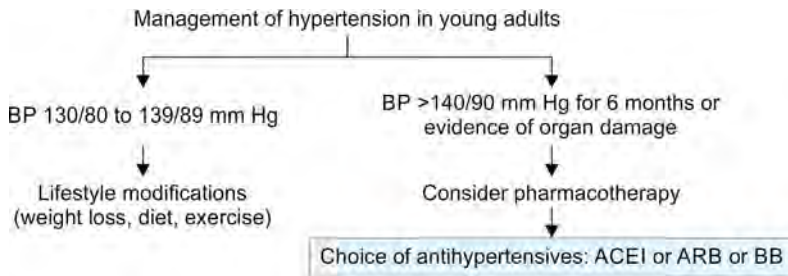 Management of hypertension in young adults
BP 130/80 to 139/89 mm Hg
Lifestyle modifications
(weight loss, diet, exercise)
BP >140/90 mm Hg for 6 months or
evidence of organ damage
Consider pharmacotherapy
Choice of antihypertensives: ACEI or ARB or BB